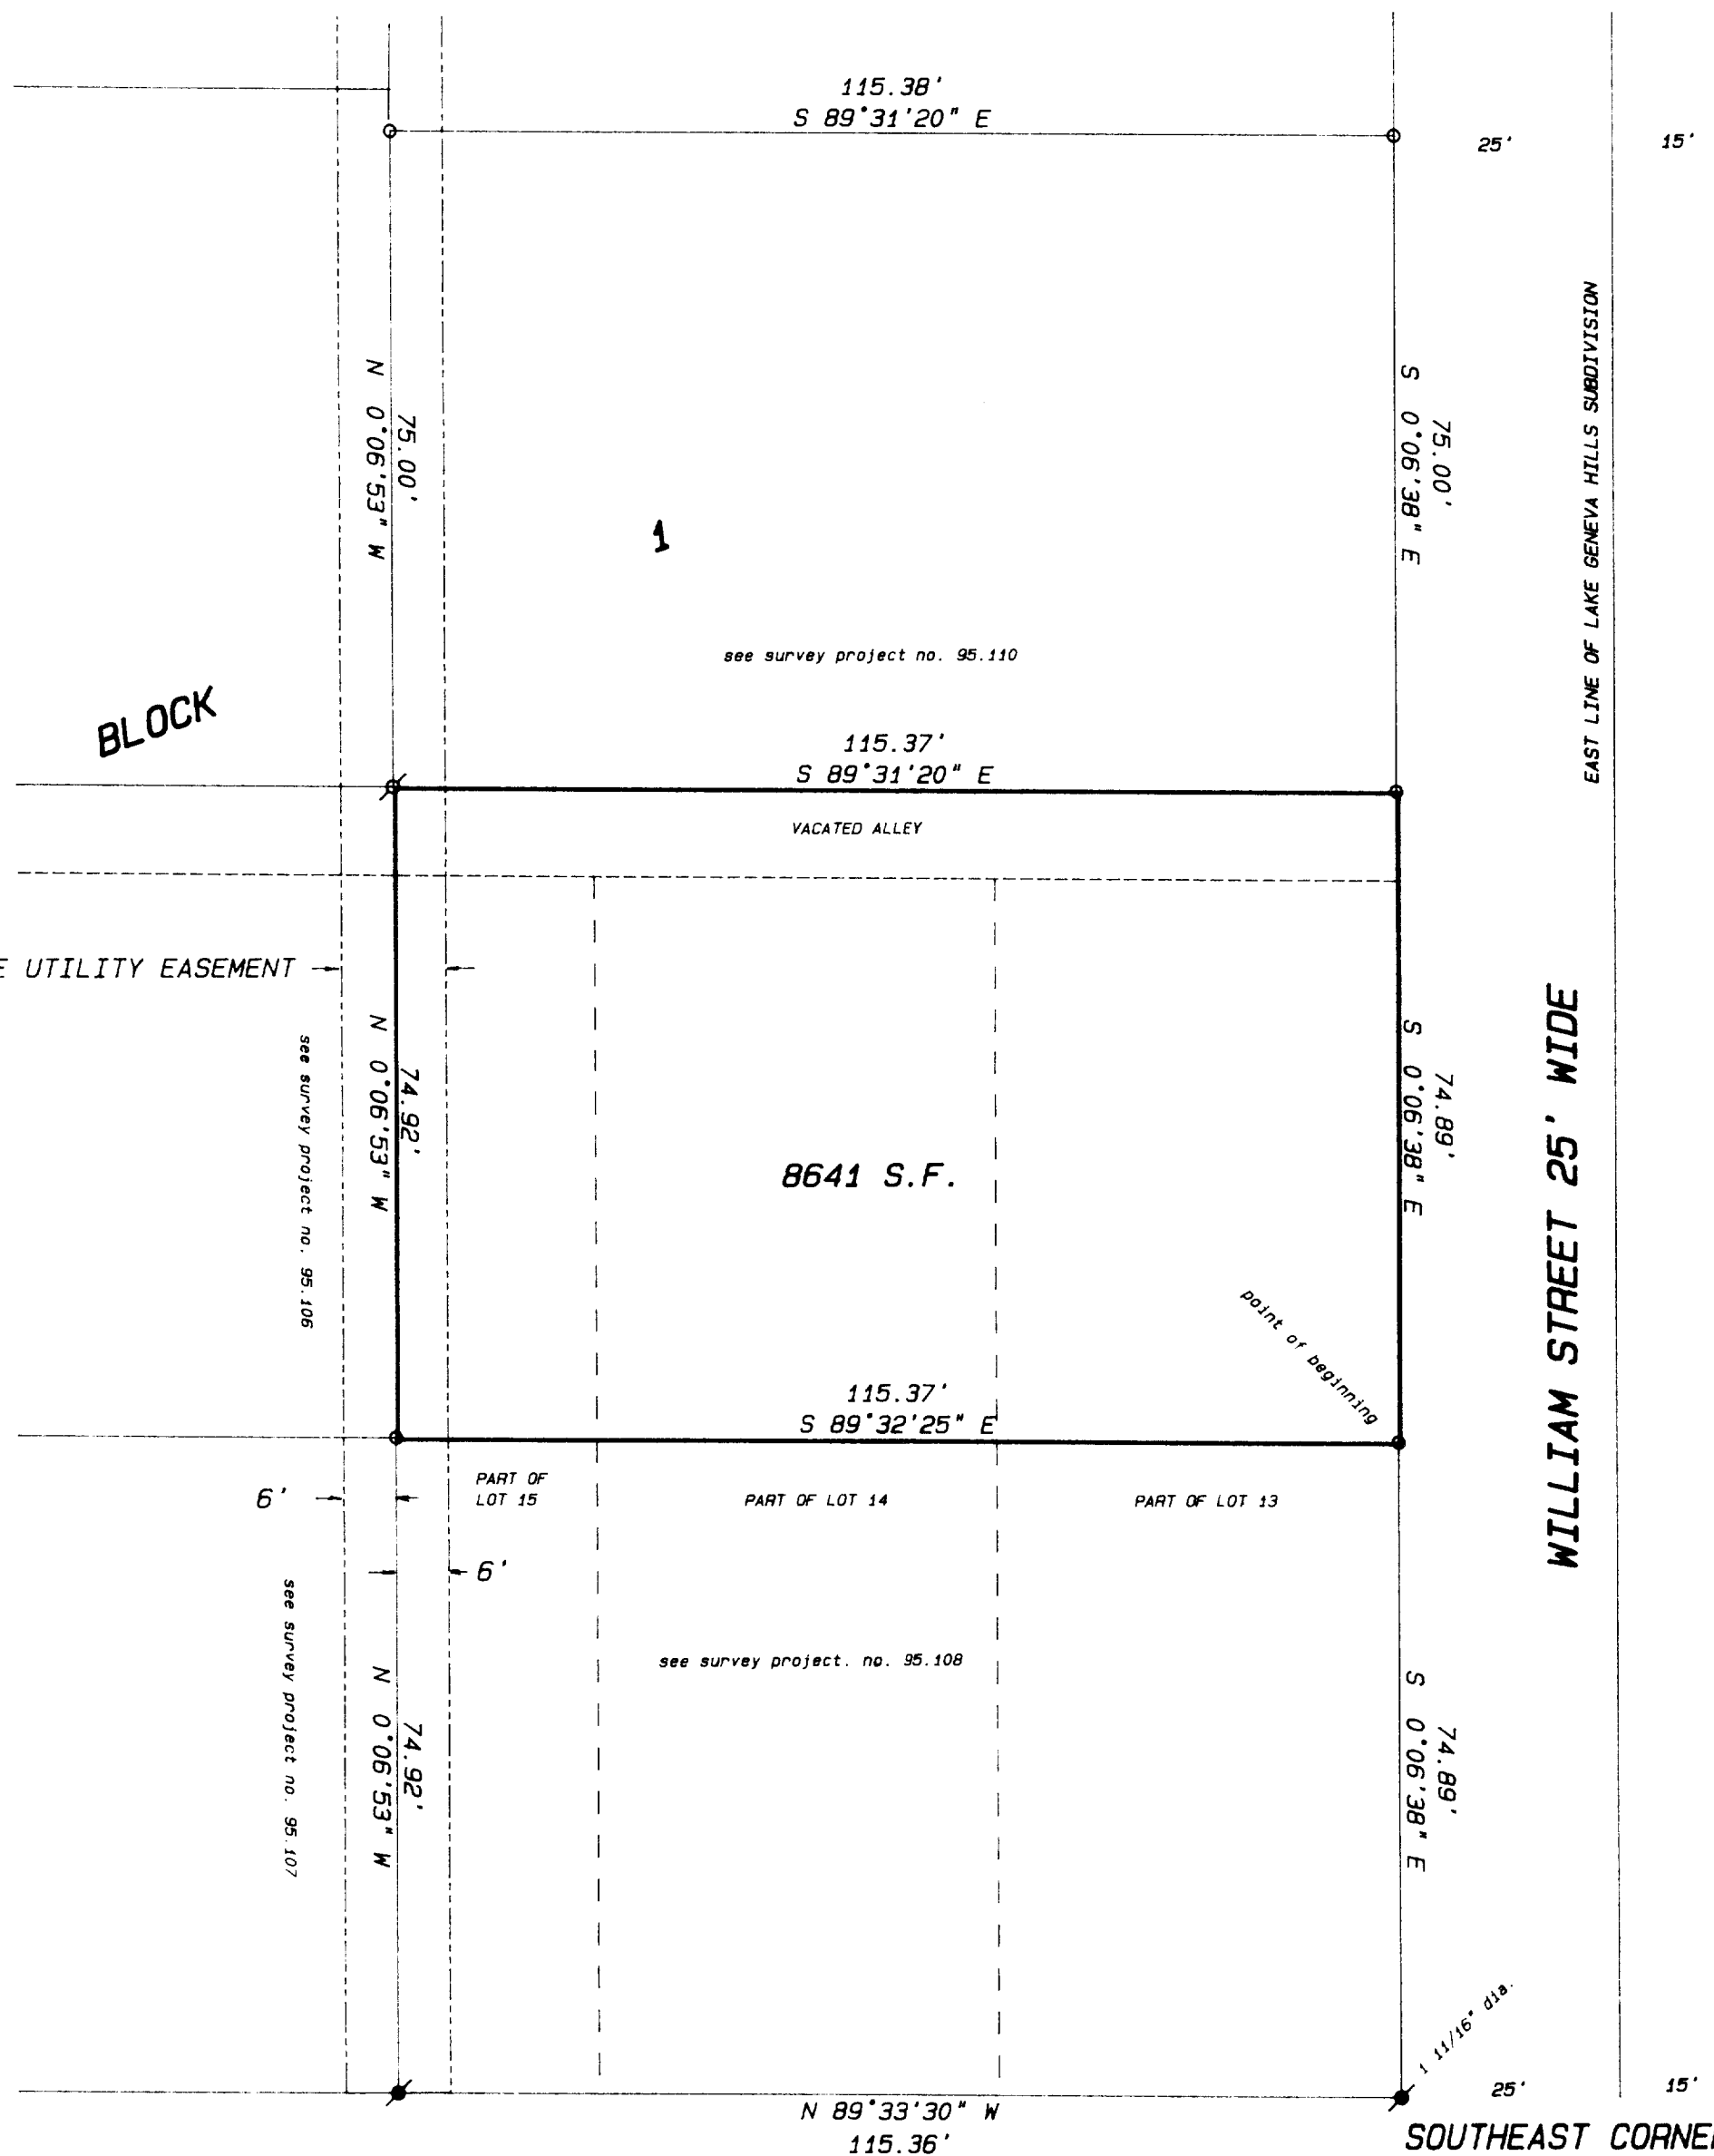 115.38'
S 89°31'20" E
25'
15'
75.00'
N 0°06'53" W
75.00'
S 0°06'38" E
EAST LINE OF LAKE GENEVA HILLS SUBDIVISION
1
see survey project no. 95.110
BLOCK
115.37'
S 89°31'20" E
VACATED ALLEY
UTILITY EASEMENT
see survey project no. 95.106
74.92'
N 0°06'53" W
8641 S.F.
74.89'
S 0°06'38" E
WILLIAM STREET 25' WIDE
point of beginning
115.37'
S 89°32'25" E
6'
PART OF
LOT 15
PART OF LOT 14
PART OF LOT 13
6'
see survey project no. 95.107
see survey project. no. 95.108
74.92'
N 0°06'53" W
74.89'
S 0°06'38" E
1 11/16" dia.
25'
15'
N 89°33'30" W
115.36'
SOUTHEAST CORNER